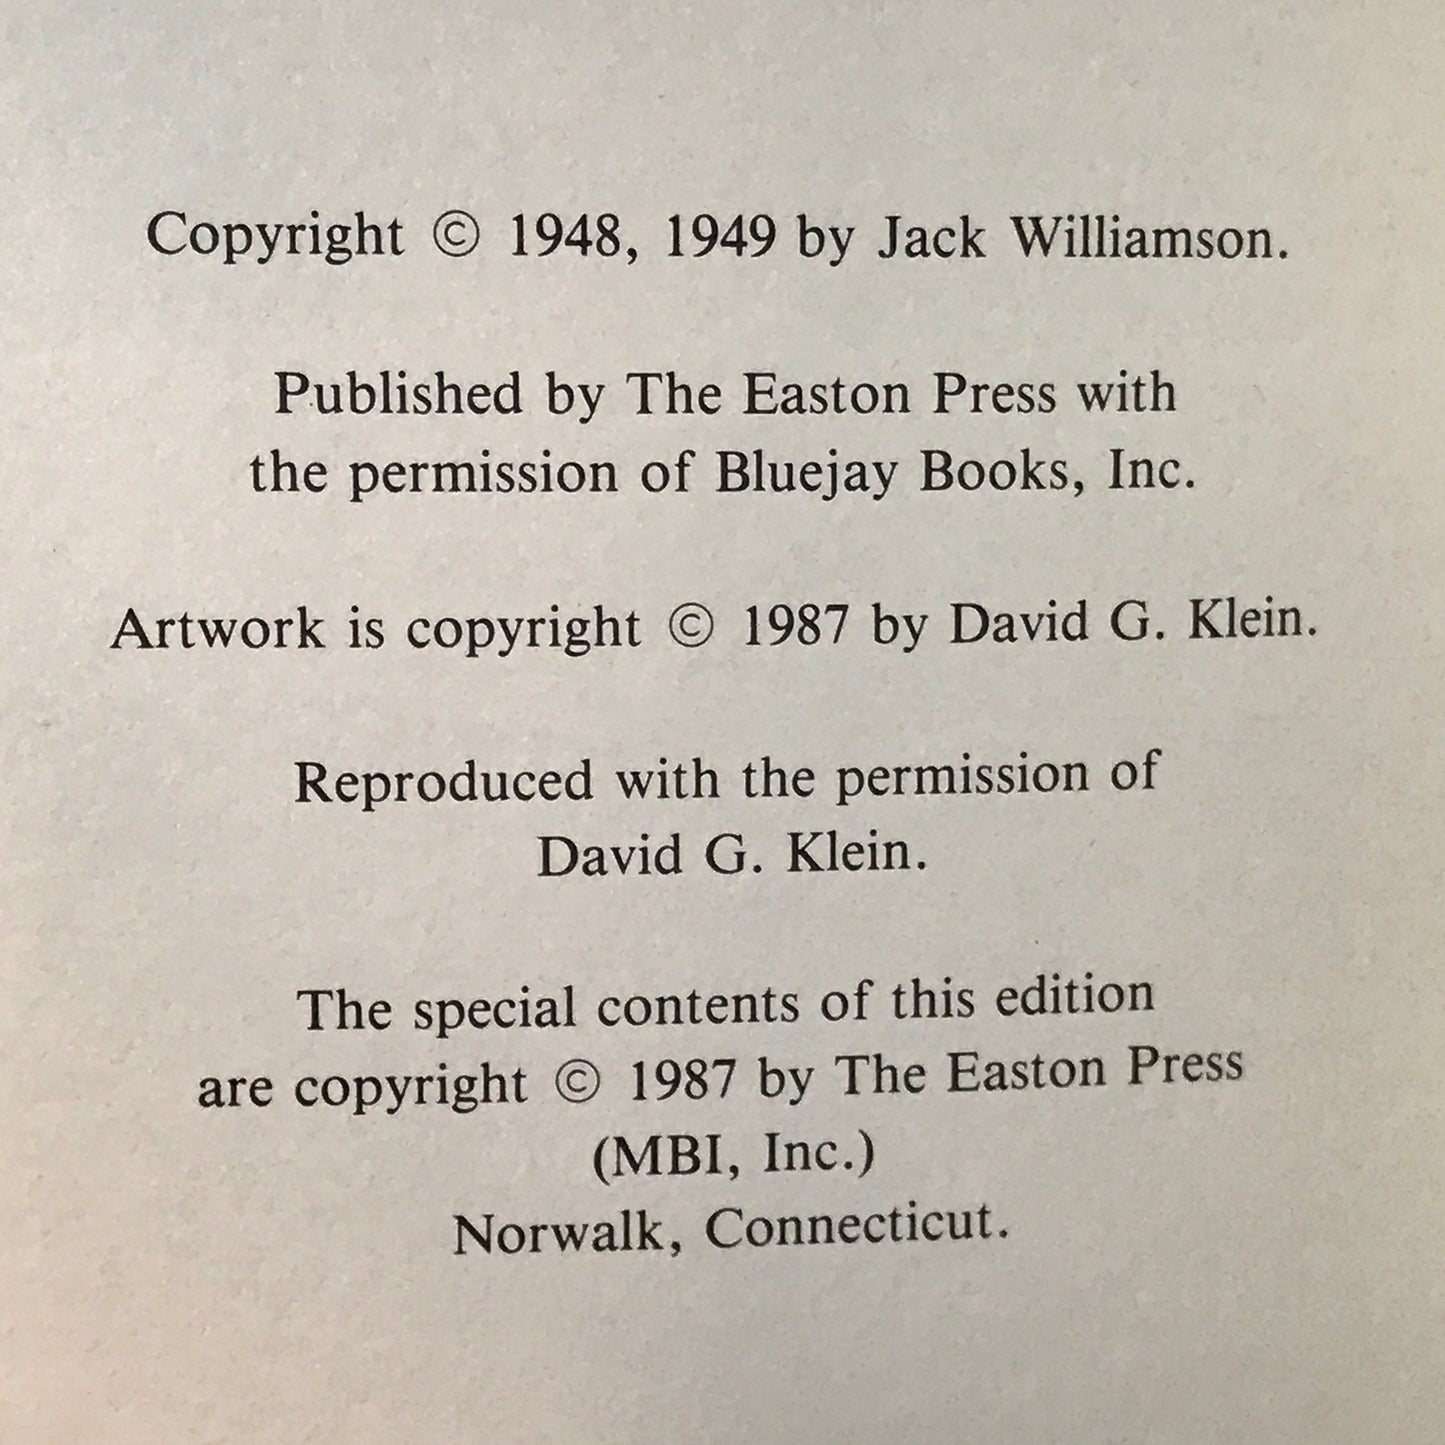 Copyright © 1948, 1949 by Jack Williamson.
Published by The Easton Press with
the permission of Bluejay Books, Inc.
Artwork is copyright © 1987 by David G. Klein.
Reproduced with the permission of
David G. Klein.
The special contents of this edition
are copyright © 1987 by The Easton Press
(MBI, Inc.)
Norwalk, Connecticut.